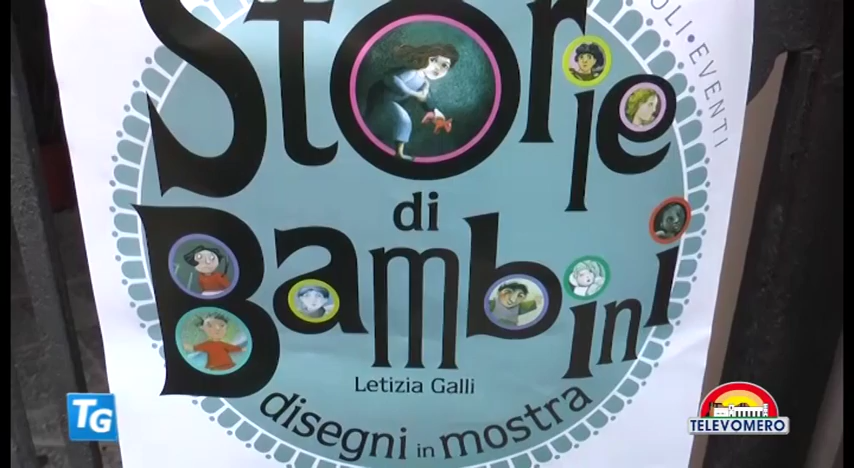 Storie
OLI • EVENTI
di
Bambini
Letizia Galli
disegni in mostra
TG
TELEVOMERO